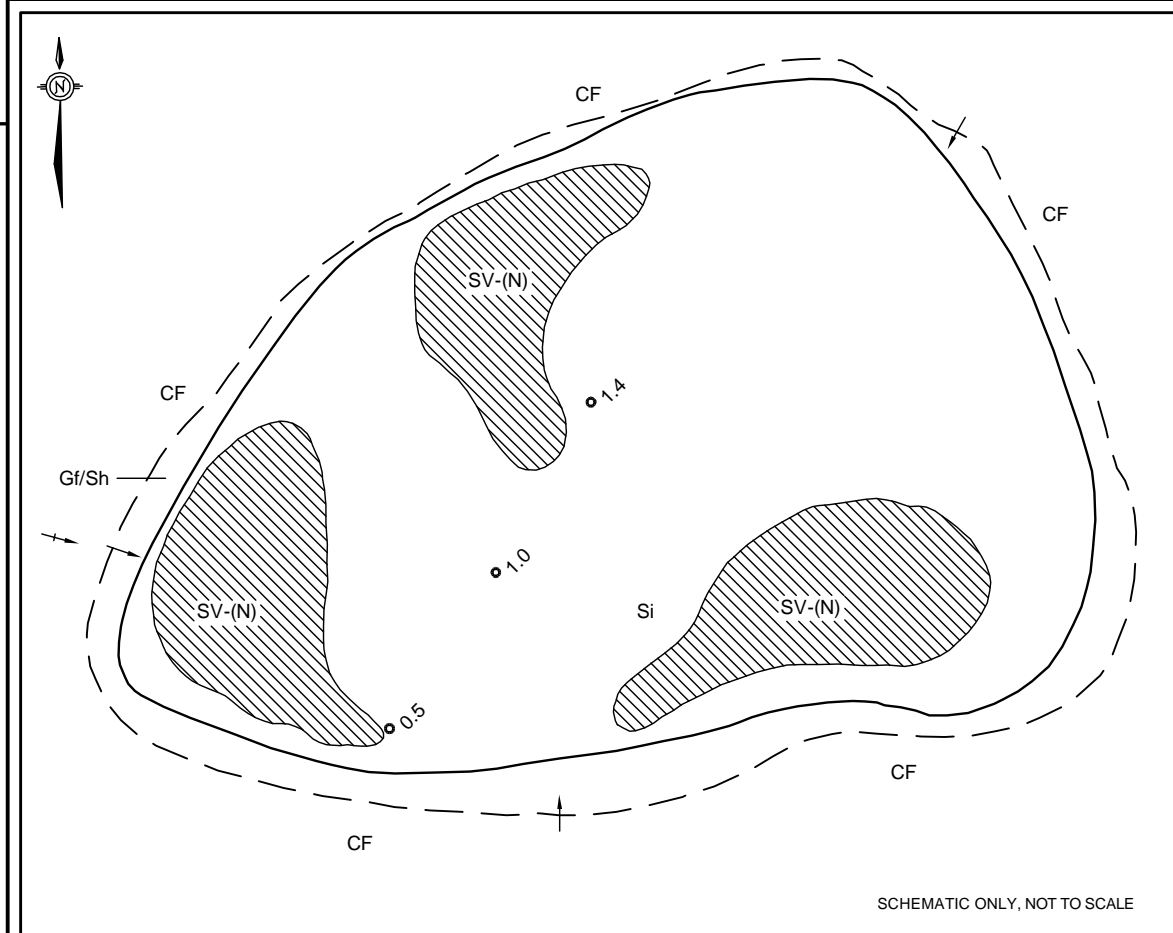 N
CF
CF
SV-(N)
CF
1.4
Gf/Sh
1.0
SV-(N)
Si
SV-(N)
0.5
CF
CF
SCHEMATIC ONLY, NOT TO SCALE